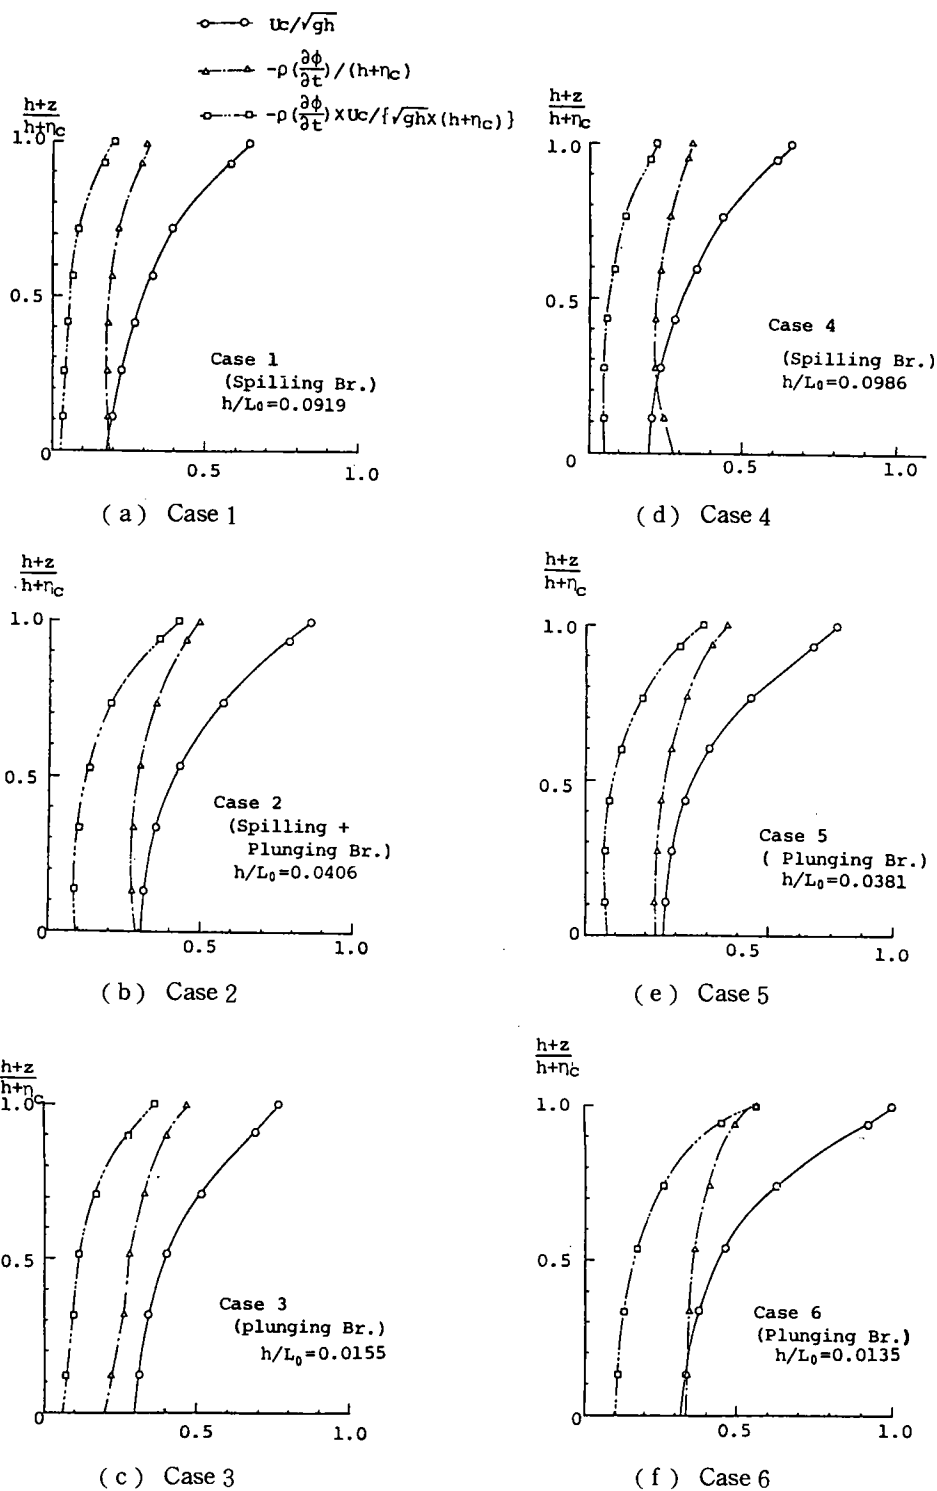 Uc/√gh
-ρ(∂ϕ/∂t)/(h+ηc)
-ρ(∂ϕ/∂t)XUc/{√ghX(h+ηc)}
h+z
h+ηc
1.0
0.5
0
0.5
1.0
Case 1
(Spilling Br.)
h/L₀=0.0919
(a) Case 1
h+z
h+ηc
1.0
0.5
0
0.5
1.0
Case 4
(Spilling Br.)
h/L₀=0.0986
(d) Case 4
h+z
h+ηc
1.0
0.5
0
0.5
1.0
Case 2
(Spilling +
Plunging Br.)
h/L₀=0.0406
(b) Case 2
h+z
h+ηc
1.0
0.5
0
0.5
1.0
Case 5
( Plunging Br.)
h/L₀=0.0381
(e) Case 5
h+z
h+ηc
1.0
0.5
0
0.5
1.0
Case 3
(plunging Br.)
h/L₀=0.0155
(c) Case 3
h+z
h+ηc
1.0
0.5
0
0.5
1.0
Case 6
(Plunging Br.)
h/L₀=0.0135
(f) Case 6